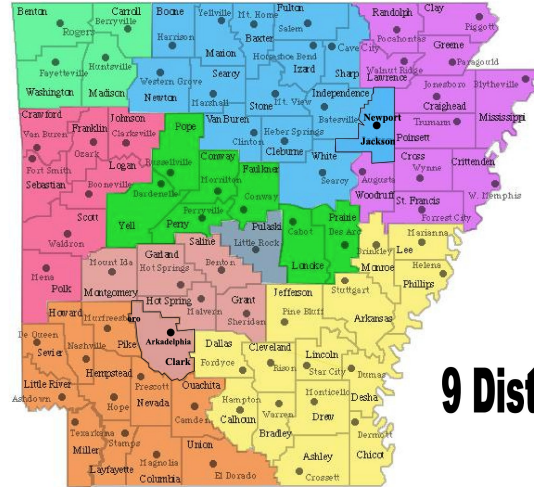 Benton Carroll Boone Yellville Mt. Home Fulton Randolph Clay
Rogers Berryville Harrison Baxter Salem Pocahontas Piggott
Marion Horseshoe Bend Cave City Greene
Fayetteville Huntsville Western Grove Searcy Izard Sharp Walnut Ridge Paragould
Washington Madison Newton Marshall Stone Mt. View Independence Lawrence Jonesboro Blytheville
Crawford Johnson Pope Van Buren Batesville Newport Craighead Mississippi
Van Buren Franklin Clarksville Clinton Heber Springs Jackson Trumann
Ozark Conway Cleburne Poinsett
Fort Smith Logan Russellville Morrilton Faulkner White Cross Crittenden
Sebastian Booneville Dardenelle Conway Searcy Augusta Wynne
Perryville Woodruff St. Francis W. Memphis
Scott Yell Perry Pulaski Prairie Forrest City
Waldron Saline Little Rock Cabot Des Arc Brinkley Lee Marianna
Mena Mount Ida Garland Benton Lonoke Monroe Helena
Polk Hot Springs Phillips
Montgomery Hot Spring Grant Jefferson Stuttgart
Howard Murfreesboro Malvern Sheridan Pine Bluff Arkansas
De Queen Nashville Pike Arkadelphia Dallas Cleveland
Sevier Clark Fordyce Rison Lincoln
Hempstead Star City Dumas
Little River Prescott Ouachita Hampton Monticello Desha
Ashdown Hope Nevada Camden Calhoun Warren Drew
9 Dist
Texarkana Stamps Union Bradley Dermott
Miller Magnolia Ashley Chicot
Layfayette Columbia El Dorado Crossett